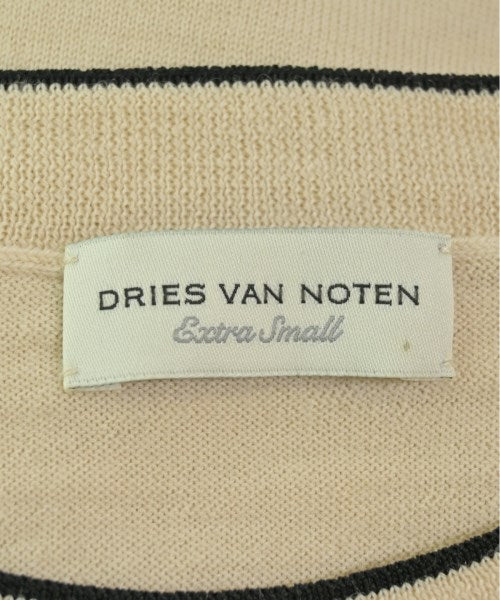 DRIES VAN NOTEN
Extra Small